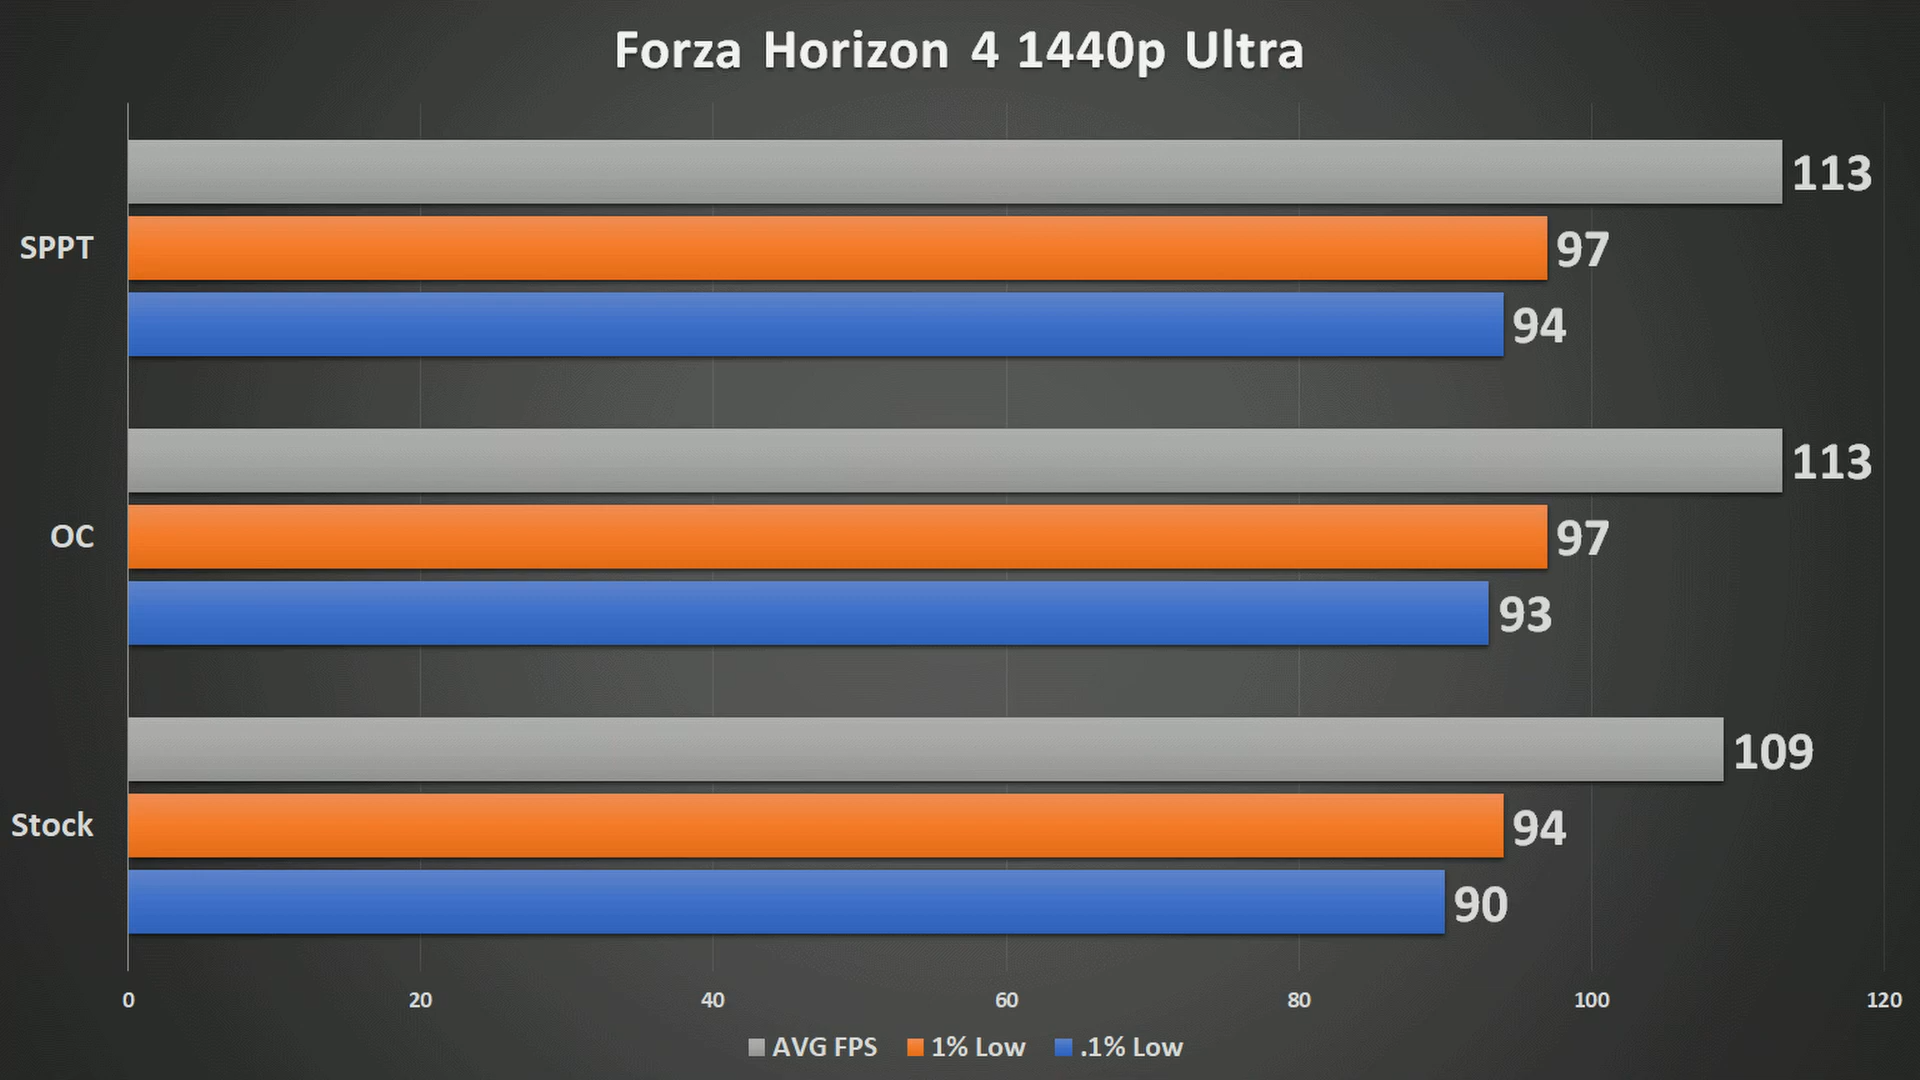 Forza Horizon 4 1440p Ultra
SPPT
113
97
94
OC
113
97
93
Stock
109
94
90
0 20 40 60 80 100 120
AVG FPS 1% Low .1% Low